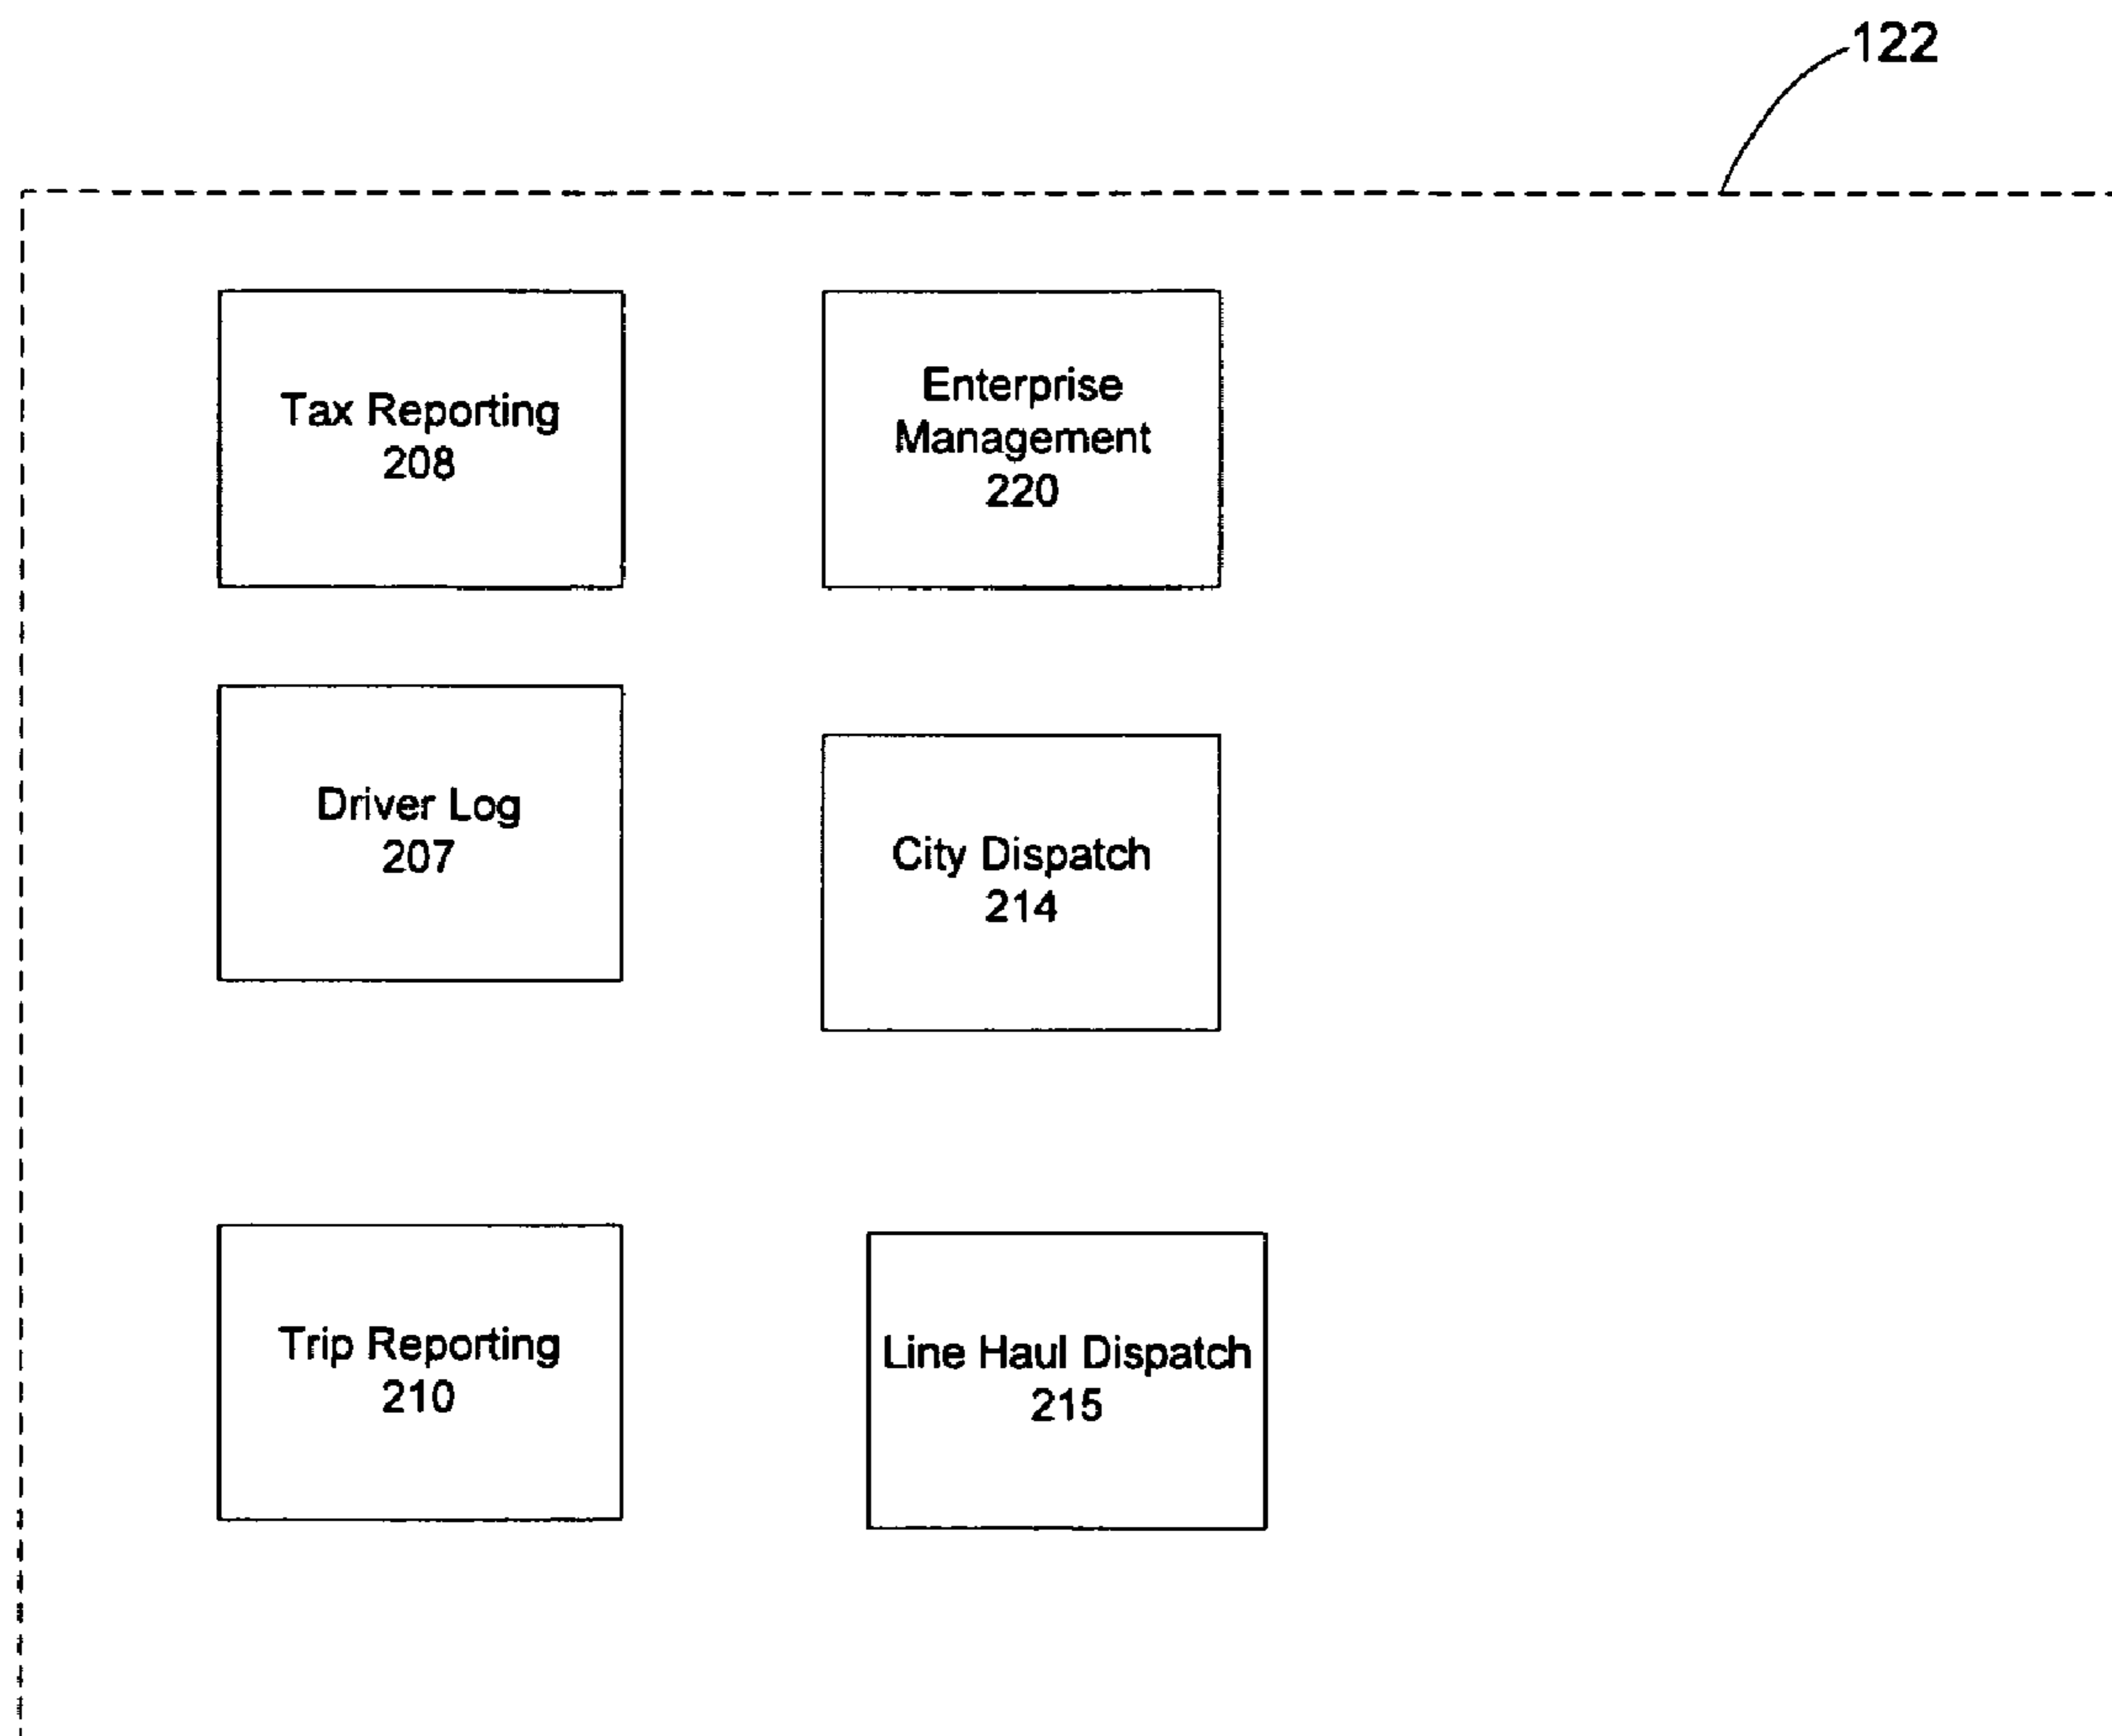 122
Tax Reporting
208
Enterprise
Management
220
Driver Log
207
City Dispatch
214
Trip Reporting
210
Line Haul Dispatch
215